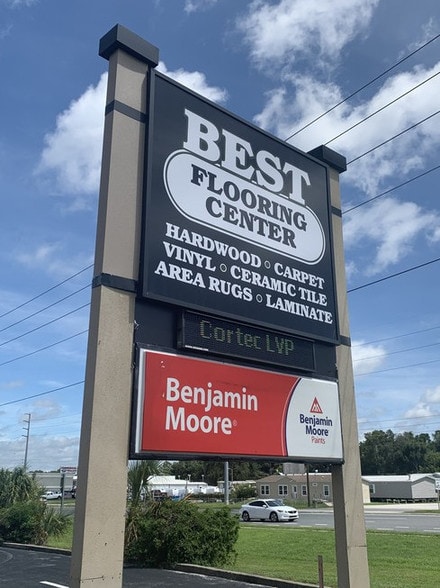 BEST
FLOORING
CENTER
HARDWOOD ○ CARPET
VINYL ○ CERAMIC TILE
AREA RUGS ○ LAMINATE
Cortec LVP
Benjamin
Moore®
Benjamin
Moore
Paints